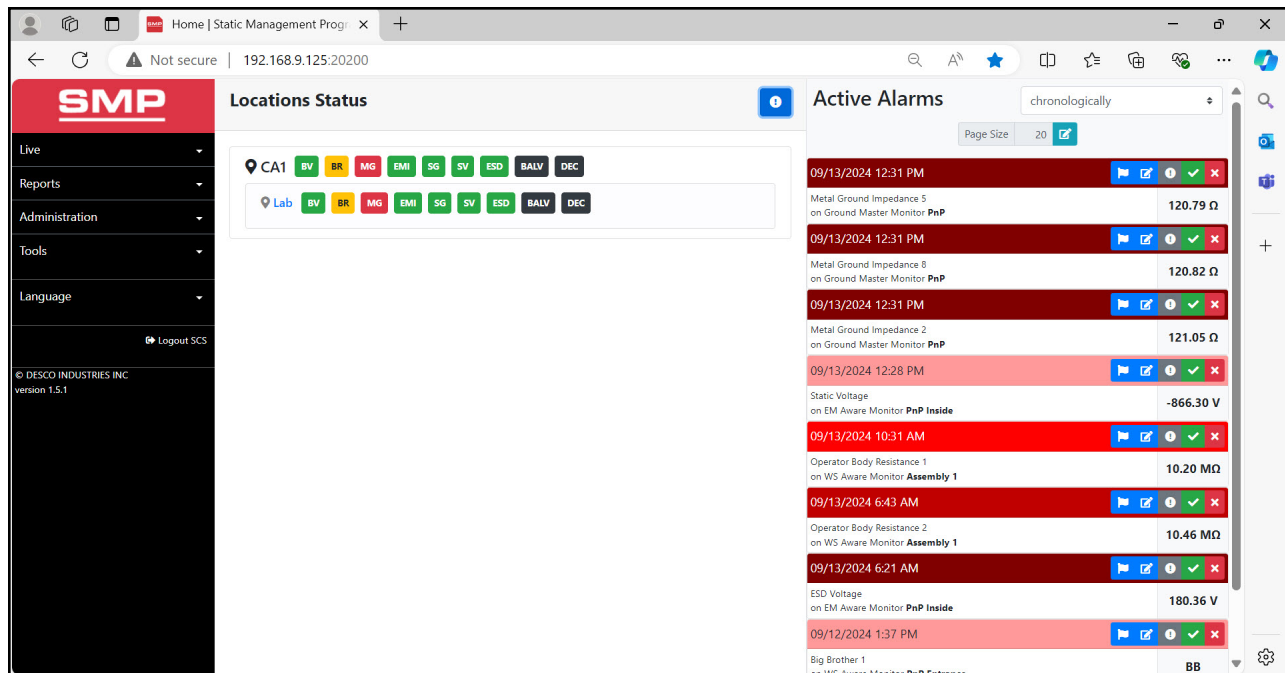 SMP
Home | Static Management Progr
Not secure | 192.168.9.125:20200
SMP
Live
Reports
Administration
Tools
Language
Logout SCS
© DESCO INDUSTRIES INC
version 1.5.1
Locations Status
CA1 BV BR MG EMI SG SV ESD BALV DEC
Lab BV BR MG EMI SG SV ESD BALV DEC
Active Alarms
chronologically
Page Size 20
09/13/2024 12:31 PM
Metal Ground Impedance 5
on Ground Master Monitor PnP
120.79 Ω
09/13/2024 12:31 PM
Metal Ground Impedance 8
on Ground Master Monitor PnP
120.82 Ω
09/13/2024 12:31 PM
Metal Ground Impedance 2
on Ground Master Monitor PnP
121.05 Ω
09/13/2024 12:28 PM
Static Voltage
on EM Aware Monitor PnP Inside
-866.30 V
09/13/2024 10:31 AM
Operator Body Resistance 1
on WS Aware Monitor Assembly 1
10.20 MΩ
09/13/2024 6:43 AM
Operator Body Resistance 2
on WS Aware Monitor Assembly 1
10.46 MΩ
09/13/2024 6:21 AM
ESD Voltage
on EM Aware Monitor PnP Inside
180.36 V
09/12/2024 1:37 PM
Big Brother 1
on WS Aware Monitor PnP Entrance
BB